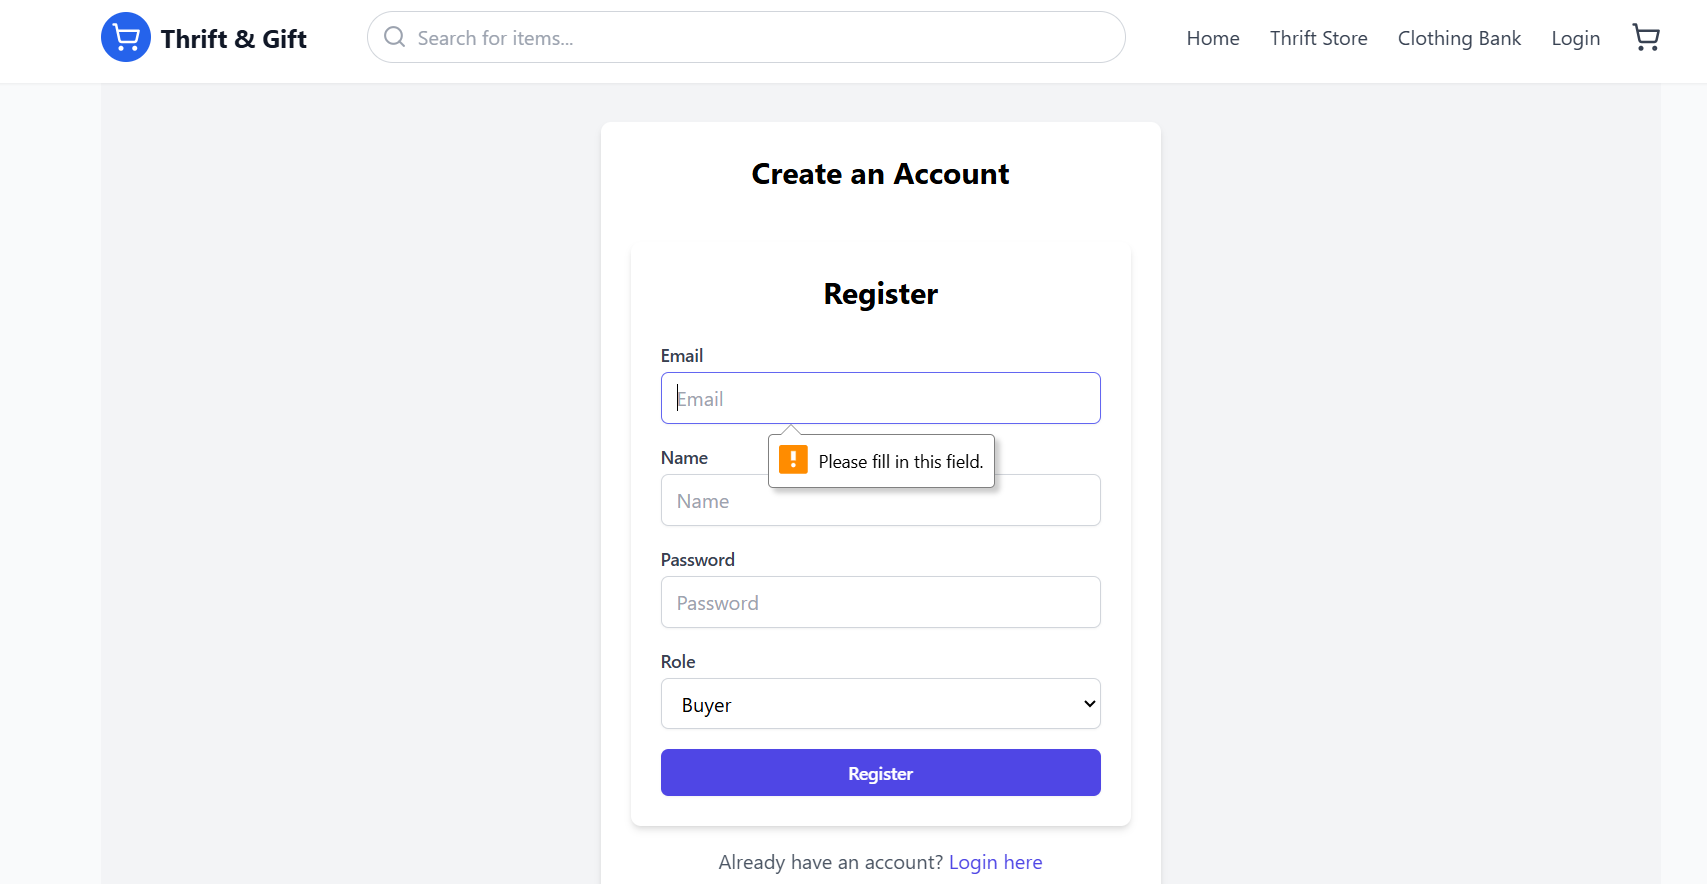 Thrift & Gift
Search for items...
Home Thrift Store Clothing Bank Login
Create an Account
Register
Email
Email
Please fill in this field.
Name
Name
Password
Password
Role
Buyer
Register
Already have an account? Login here